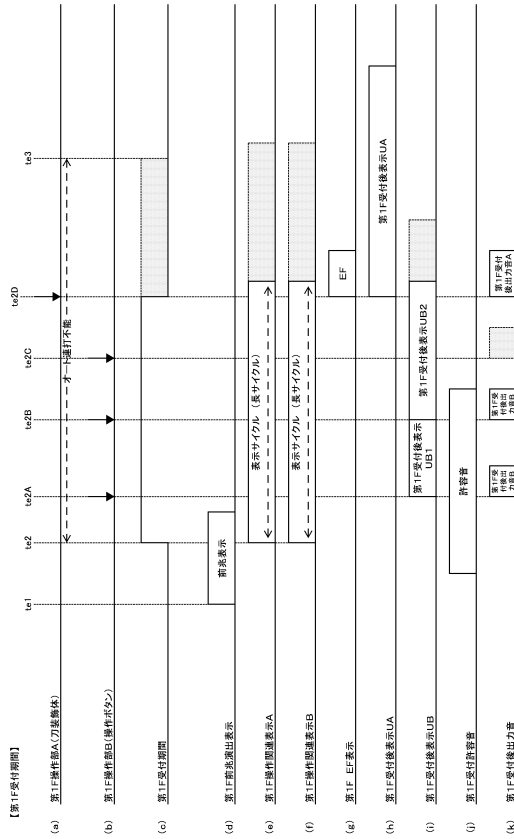 【第1F受付期間】
te1
te2
te2A
te2B
te2C
te2D
te3
(a) 第1F操作部A(刀装飾体)
オート連打不能
(b) 第1F操作部B(操作ボタン)
(c) 第1F受付期間
(d) 第1F前兆演出表示
前兆表示
(e) 第1F操作関連表示A
表示サイクル (長サイクル)
(f) 第1F操作関連表示B
表示サイクル (長サイクル)
(g) 第1F EF表示
EF
(h) 第1F受付後表示UA
第1F受付後表示UA
(i) 第1F受付後表示UB
第1F受付後表示
UB1
第1F受付後表示UB2
(j) 第1F受付許容音
許容音
(k) 第1F受付後出力音
第1F受
付後出
力音B
第1F受
付後出
力音B
第1F受付
後出力音A